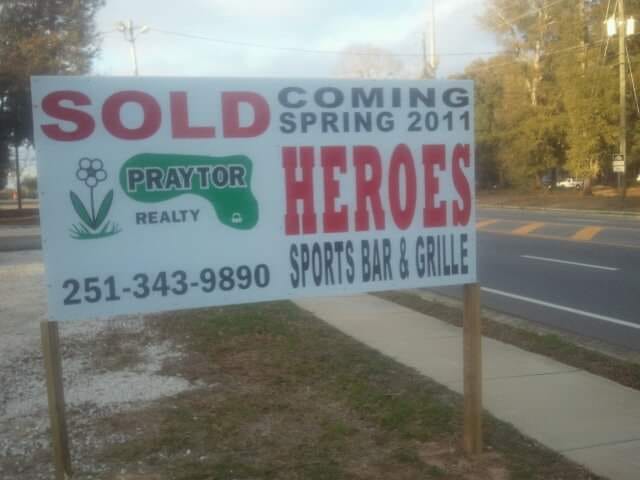 SOLD
PRAYTOR
REALTY
251-343-9890
COMING
SPRING 2011
HEROES
SPORTS BAR & GRILLE